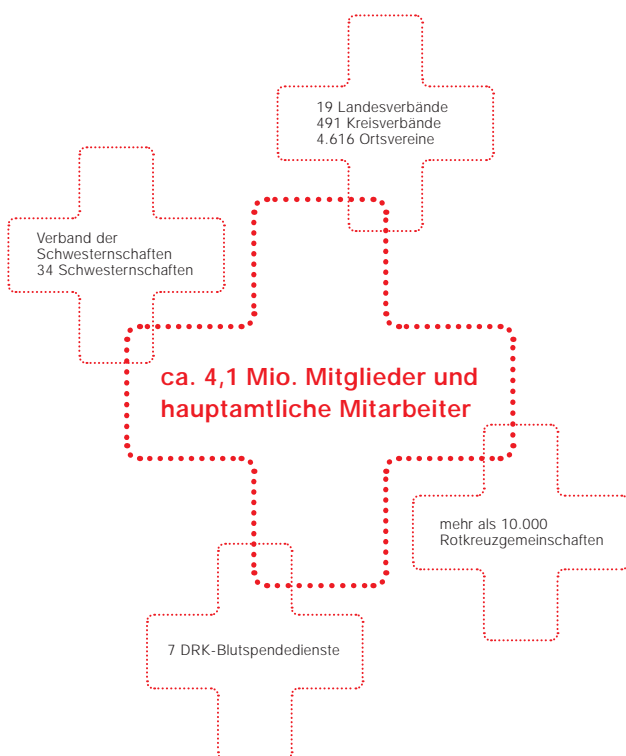 19 Landesverbände
491 Kreisverbände
4.616 Ortsvereine
Verband der
Schwesternschaften
34 Schwesternschaften
ca. 4,1 Mio. Mitglieder und
hauptamtliche Mitarbeiter
mehr als 10.000
Rotkreuzgemeinschaften
7 DRK-Blutspendedienste